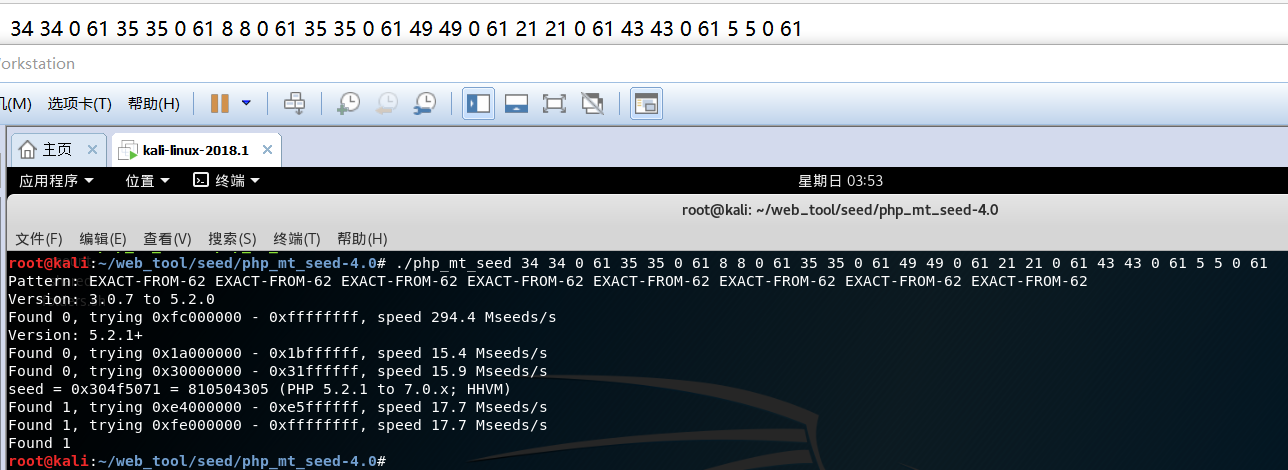 34 34 0 61 35 35 0 61 8 8 0 61 35 35 0 61 49 49 0 61 21 21 0 61 43 43 0 61 5 5 0 61
orkstation
机(M) 选项卡(T) 帮助(H)
主页 kali-linux-2018.1
应用程序 位置 终端 星期日 03:53
root@kali: ~/web_tool/seed/php_mt_seed-4.0
文件(F) 编辑(E) 查看(V) 搜索(S) 终端(T) 帮助(H)
root@kali:~/web_tool/seed/php_mt_seed-4.0# ./php_mt_seed 34 34 0 61 35 35 0 61 8 8 0 61 35 35 0 61 49 49 0 61 21 21 0 61 43 43 0 61 5 5 0 61
Pattern: EXACT-FROM-62 EXACT-FROM-62 EXACT-FROM-62 EXACT-FROM-62 EXACT-FROM-62 EXACT-FROM-62 EXACT-FROM-62 EXACT-FROM-62
Version: 3.0.7 to 5.2.0
Found 0, trying 0xfc000000 - 0xffffffff, speed 294.4 Mseeds/s
Version: 5.2.1+
Found 0, trying 0x1a000000 - 0x1bffffff, speed 15.4 Mseeds/s
Found 0, trying 0x30000000 - 0x31ffffff, speed 15.9 Mseeds/s
seed = 0x304f5071 = 810504305 (PHP 5.2.1 to 7.0.x; HHVM)
Found 1, trying 0xe4000000 - 0xe5ffffff, speed 17.7 Mseeds/s
Found 1, trying 0xfe000000 - 0xffffffff, speed 17.7 Mseeds/s
Found 1
root@kali:~/web_tool/seed/php_mt_seed-4.0#